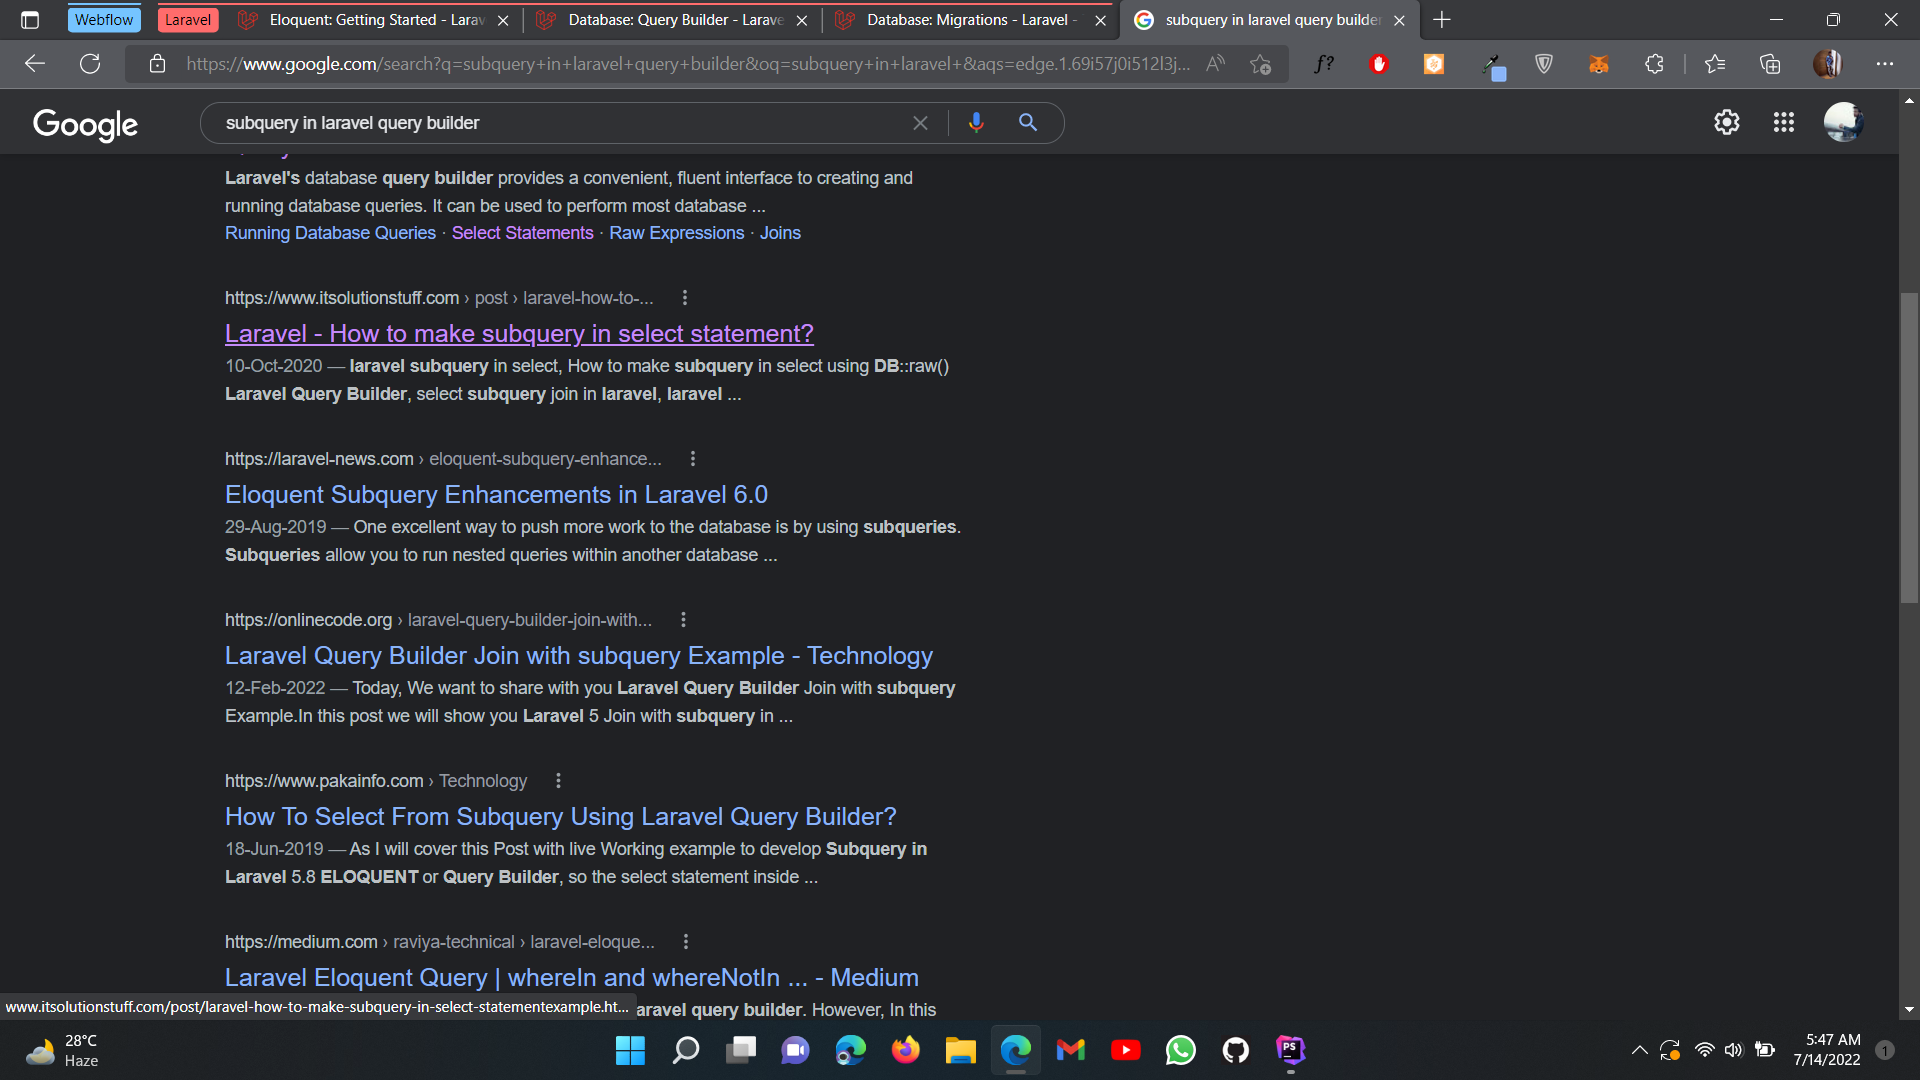 Webflow
Laravel
Eloquent: Getting Started - Larav
Database: Query Builder - Larave
Database: Migrations - Laravel -
subquery in laravel query builder
https://www.google.com/search?q=subquery+in+laravel+query+builder&oq=subquery+in+laravel+&aqs=edge.1.69i57j0i512l3j...
Google
subquery in laravel query builder
Laravel's database query builder provides a convenient, fluent interface to creating and
running database queries. It can be used to perform most database ...
Running Database Queries · Select Statements · Raw Expressions · Joins
https://www.itsolutionstuff.com › post › laravel-how-to-...
Laravel - How to make subquery in select statement?
10-Oct-2020 — laravel subquery in select, How to make subquery in select using DB::raw()
Laravel Query Builder, select subquery join in laravel, laravel ...
https://laravel-news.com › eloquent-subquery-enhance...
Eloquent Subquery Enhancements in Laravel 6.0
29-Aug-2019 — One excellent way to push more work to the database is by using subqueries.
Subqueries allow you to run nested queries within another database ...
https://onlinecode.org › laravel-query-builder-join-with...
Laravel Query Builder Join with subquery Example - Technology
12-Feb-2022 — Today, We want to share with you Laravel Query Builder Join with subquery
Example.In this post we will show you Laravel 5 Join with subquery in ...
https://www.pakainfo.com › Technology
How To Select From Subquery Using Laravel Query Builder?
18-Jun-2019 — As I will cover this Post with live Working example to develop Subquery in
Laravel 5.8 ELOQUENT or Query Builder, so the select statement inside ...
https://medium.com › raviya-technical › laravel-eloque...
Laravel Eloquent Query | whereIn and whereNotIn ... - Medium
www.itsolutionstuff.com/post/laravel-how-to-make-subquery-in-select-statementexample.ht...
aravel query builder. However, In this
28°C
Haze
PS
5:47 AM
7/14/2022
1